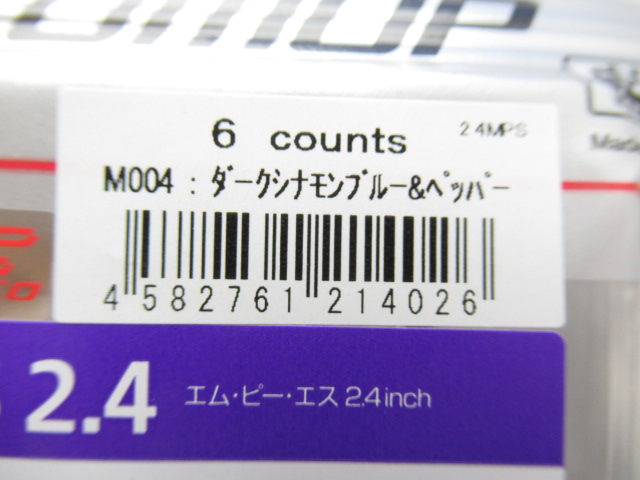 6 counts
2.4MPS
M004 : ﾀﾞｰｸｼﾅﾓﾝﾌﾞﾙｰ&ﾍﾟｯﾊﾟｰ
4 582761 214026
Made
2.4 エム・ピー・エス 2.4inch